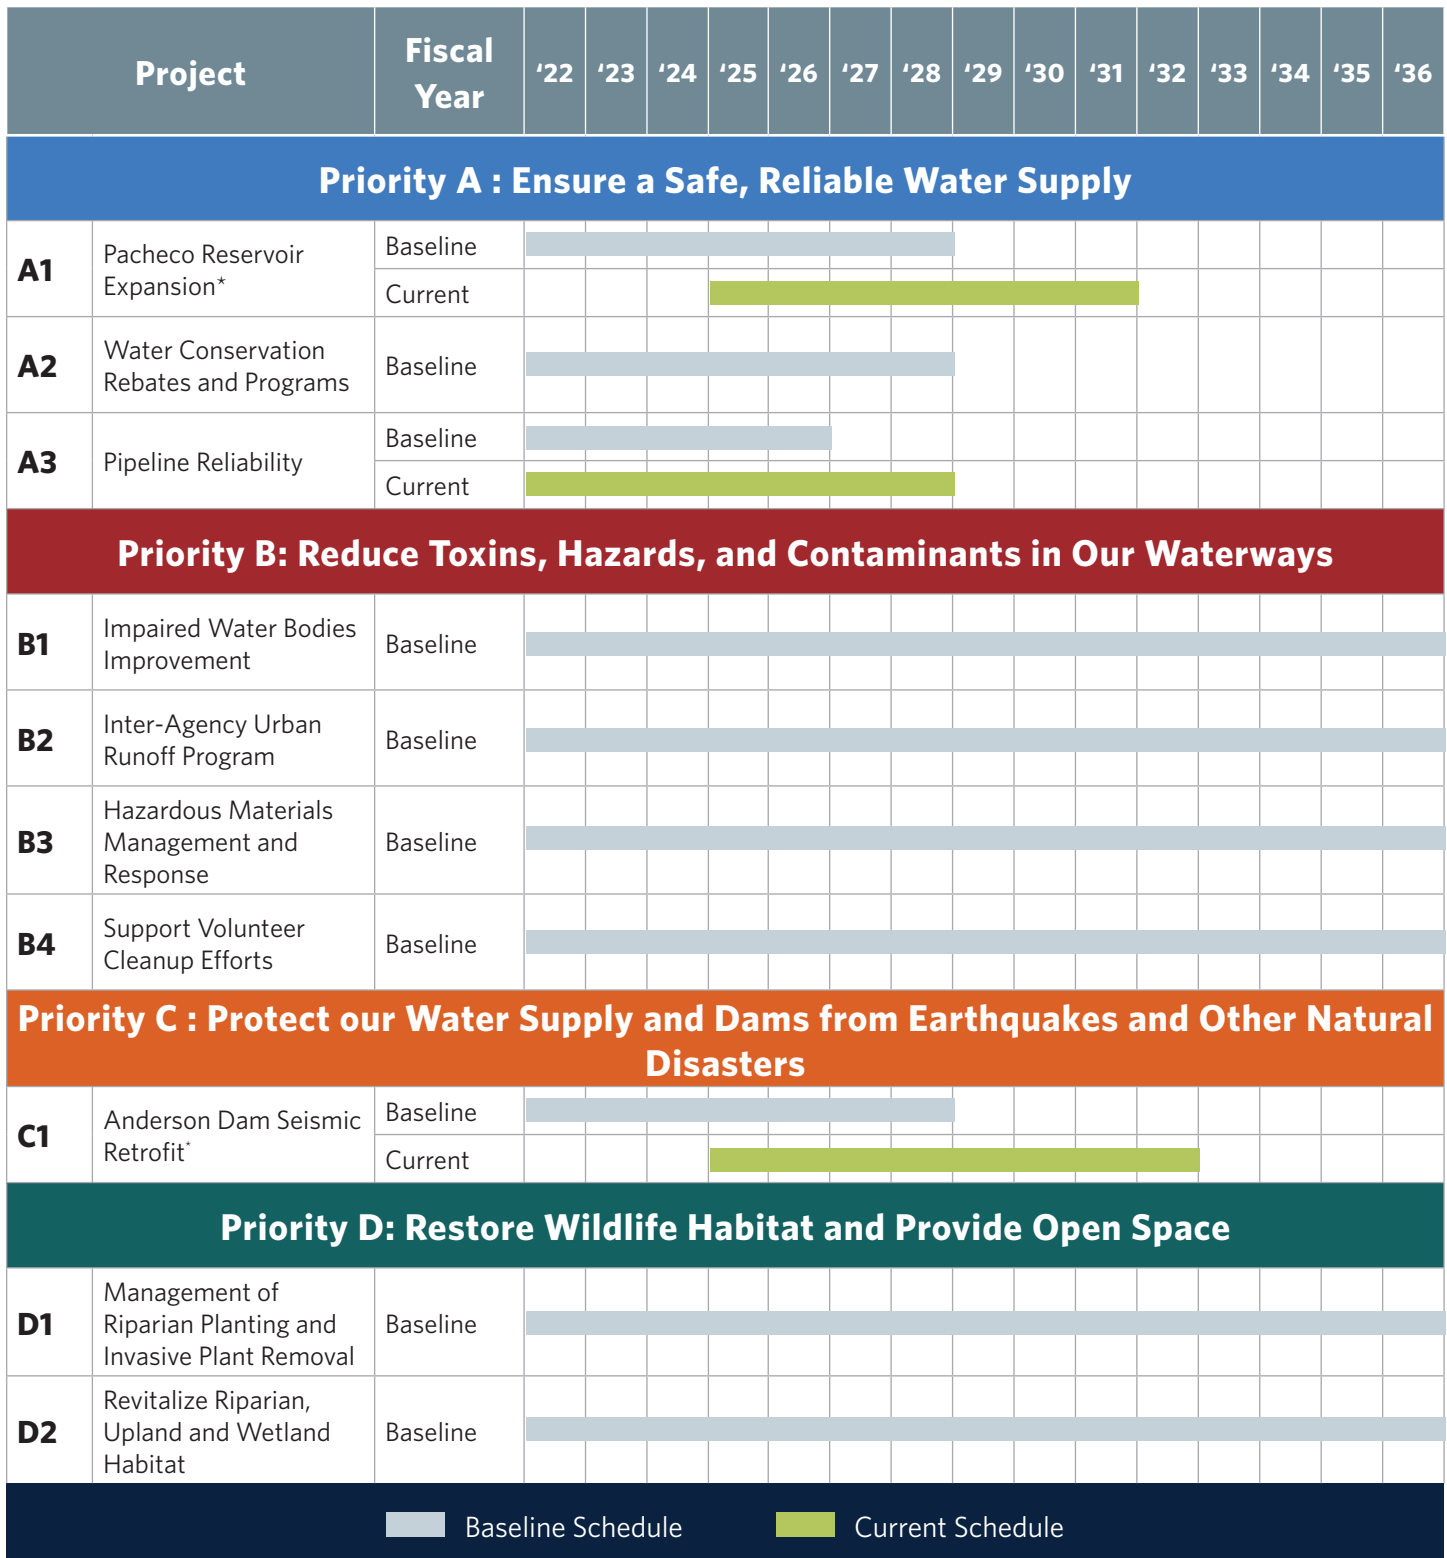 Project
Fiscal
Year
‘22 ‘23 ‘24 ‘25 ‘26 ‘27 ‘28 ‘29 ‘30 ‘31 ‘32 ‘33 ‘34 ‘35 ‘36
Priority A : Ensure a Safe, Reliable Water Supply
A1
Pacheco Reservoir
Expansion*
Baseline
Current
A2
Water Conservation
Rebates and Programs
Baseline
A3
Pipeline Reliability
Baseline
Current
Priority B: Reduce Toxins, Hazards, and Contaminants in Our Waterways
B1
Impaired Water Bodies
Improvement
Baseline
B2
Inter-Agency Urban
Runoff Program
Baseline
B3
Hazardous Materials
Management and
Response
Baseline
B4
Support Volunteer
Cleanup Efforts
Baseline
Priority C : Protect our Water Supply and Dams from Earthquakes and Other Natural
Disasters
C1
Anderson Dam Seismic
Retrofit*
Baseline
Current
Priority D: Restore Wildlife Habitat and Provide Open Space
D1
Management of
Riparian Planting and
Invasive Plant Removal
Baseline
D2
Revitalize Riparian,
Upland and Wetland
Habitat
Baseline
Baseline Schedule
Current Schedule